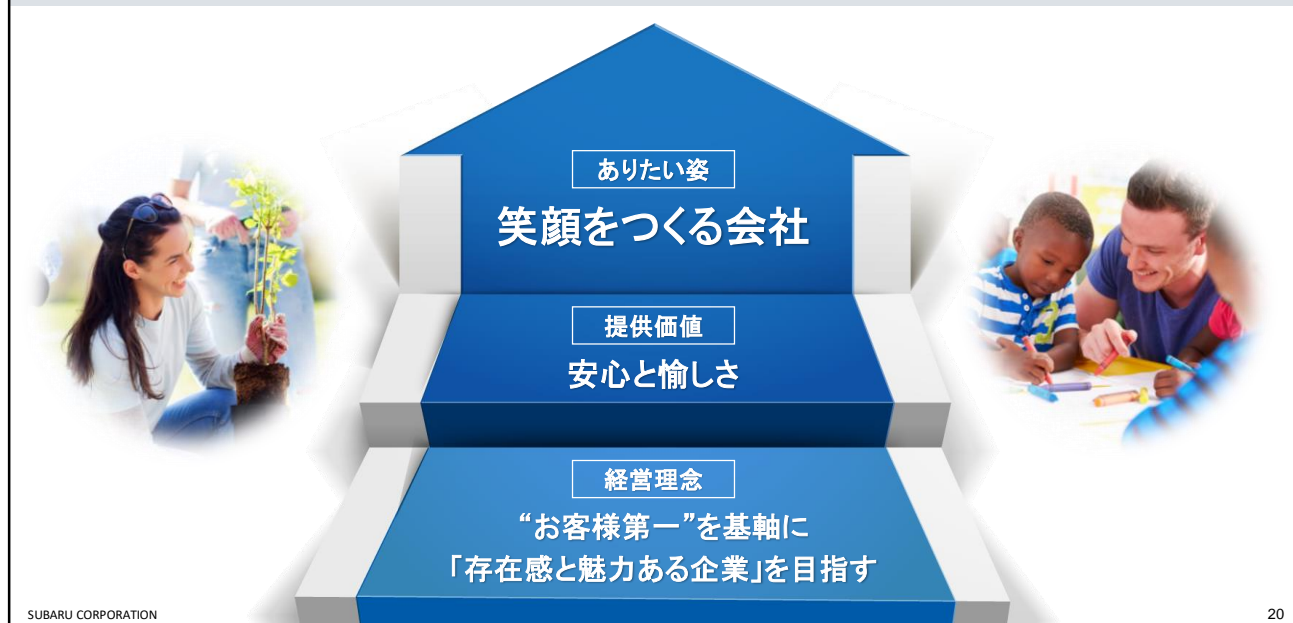 ありたい姿
笑顔をつくる会社
提供価値
安心と愉しさ
経営理念
“お客様第一”を基軸に
「存在感と魅力ある企業」を目指す
SUBARU CORPORATION
20